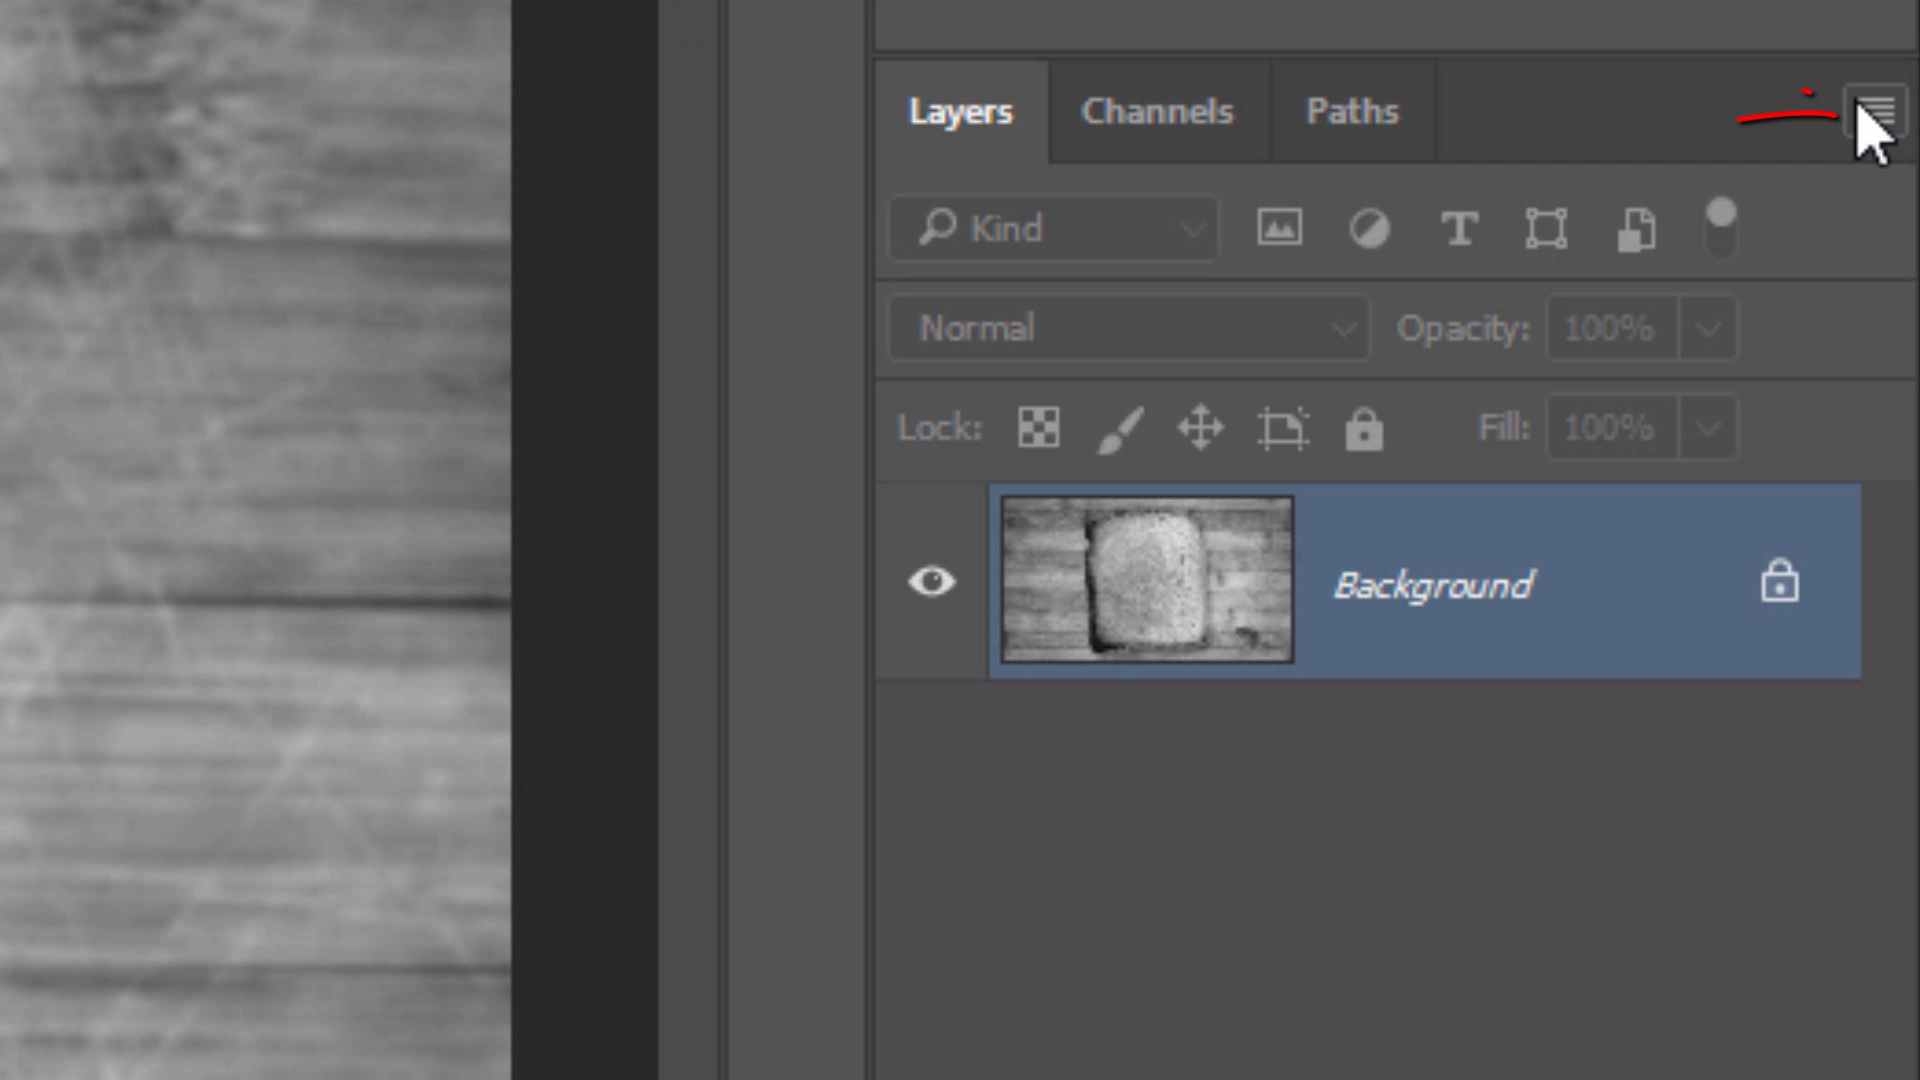 Layers Channels Paths
Kind T
Normal Opacity: 100%
Lock: Fill: 100%
Background